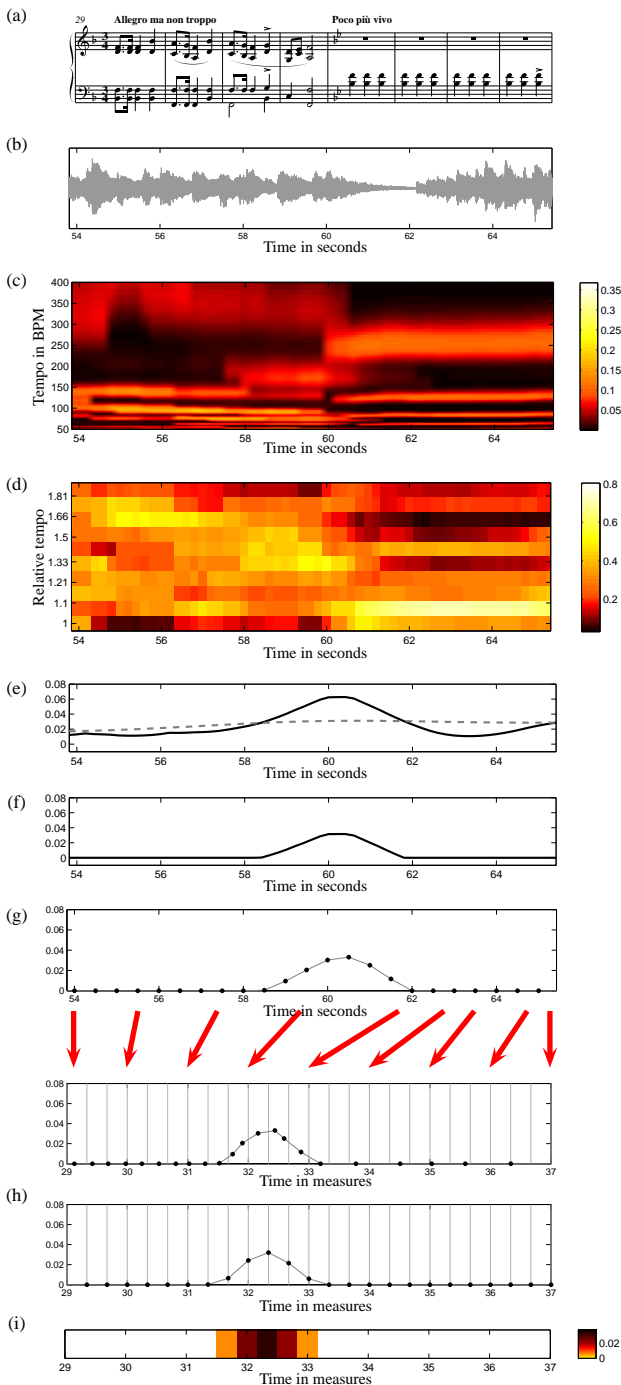 (a)
29 Allegro ma non troppo Poco più vivo
3 4
3 4
(b)
54 56 58 60 62 64
Time in seconds
(c)
Tempo in BPM
400
350
300
250
200
150
100
50
54 56 58 60 62 64
Time in seconds
0.35
0.3
0.25
0.2
0.15
0.1
0.05
(d)
Relative tempo
1.81
1.66
1.5
1.33
1.21
1.1
1
54 56 58 60 62 64
Time in seconds
0.8
0.6
0.4
0.2
(e)
0.08
0.06
0.04
0.02
0
54 56 58 60 62 64
Time in seconds
(f)
0.08
0.06
0.04
0.02
0
54 56 58 60 62 64
Time in seconds
(g)
0.08
0.06
0.04
0.02
0
54 56 58 60 62 64
Time in seconds
0.08
0.06
0.04
0.02
0
29 30 31 32 33 34 35 36 37
Time in measures
(h)
0.08
0.06
0.04
0.02
0
29 30 31 32 33 34 35 36 37
Time in measures
(i)
29 30 31 32 33 34 35 36 37
Time in measures
0.02
0